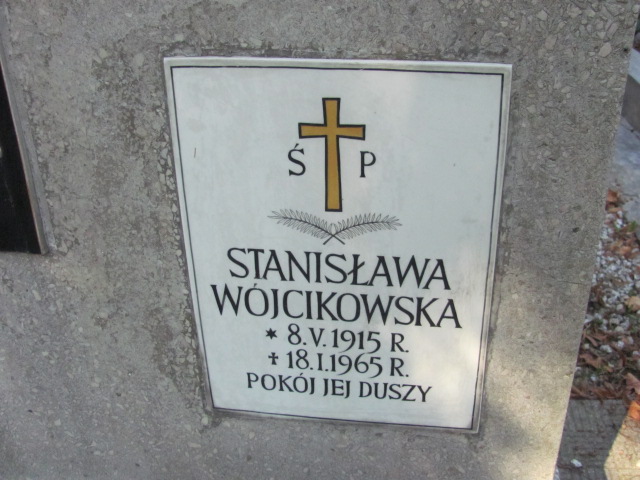 Ś P
STANISŁAWA
WÓJCIKOWSKA
* 8.V.1915 R.
✝ 18.I.1965 R.
POKÓJ JEJ DUSZY